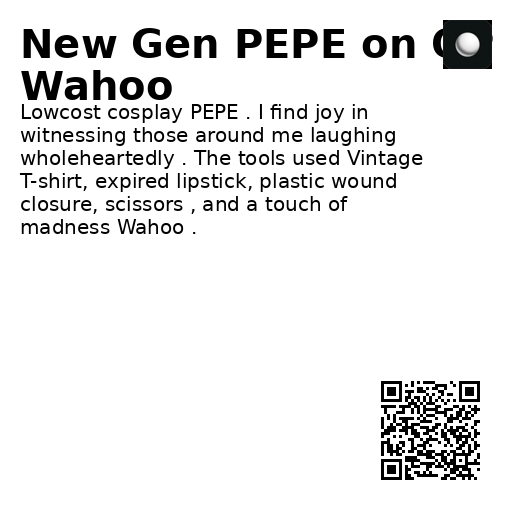 New Gen PEPE on
Wahoo
Lowcost cosplay PEPE . I find joy in
witnessing those around me laughing
wholeheartedly . The tools used Vintage
T-shirt, expired lipstick, plastic wound
closure, scissors , and a touch of
madness Wahoo .